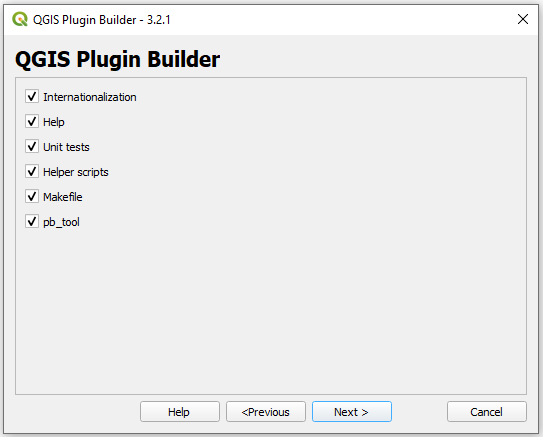 QGIS Plugin Builder - 3.2.1
QGIS Plugin Builder
Internationalization
Help
Unit tests
Helper scripts
Makefile
pb_tool
Help <Previous Next > Cancel